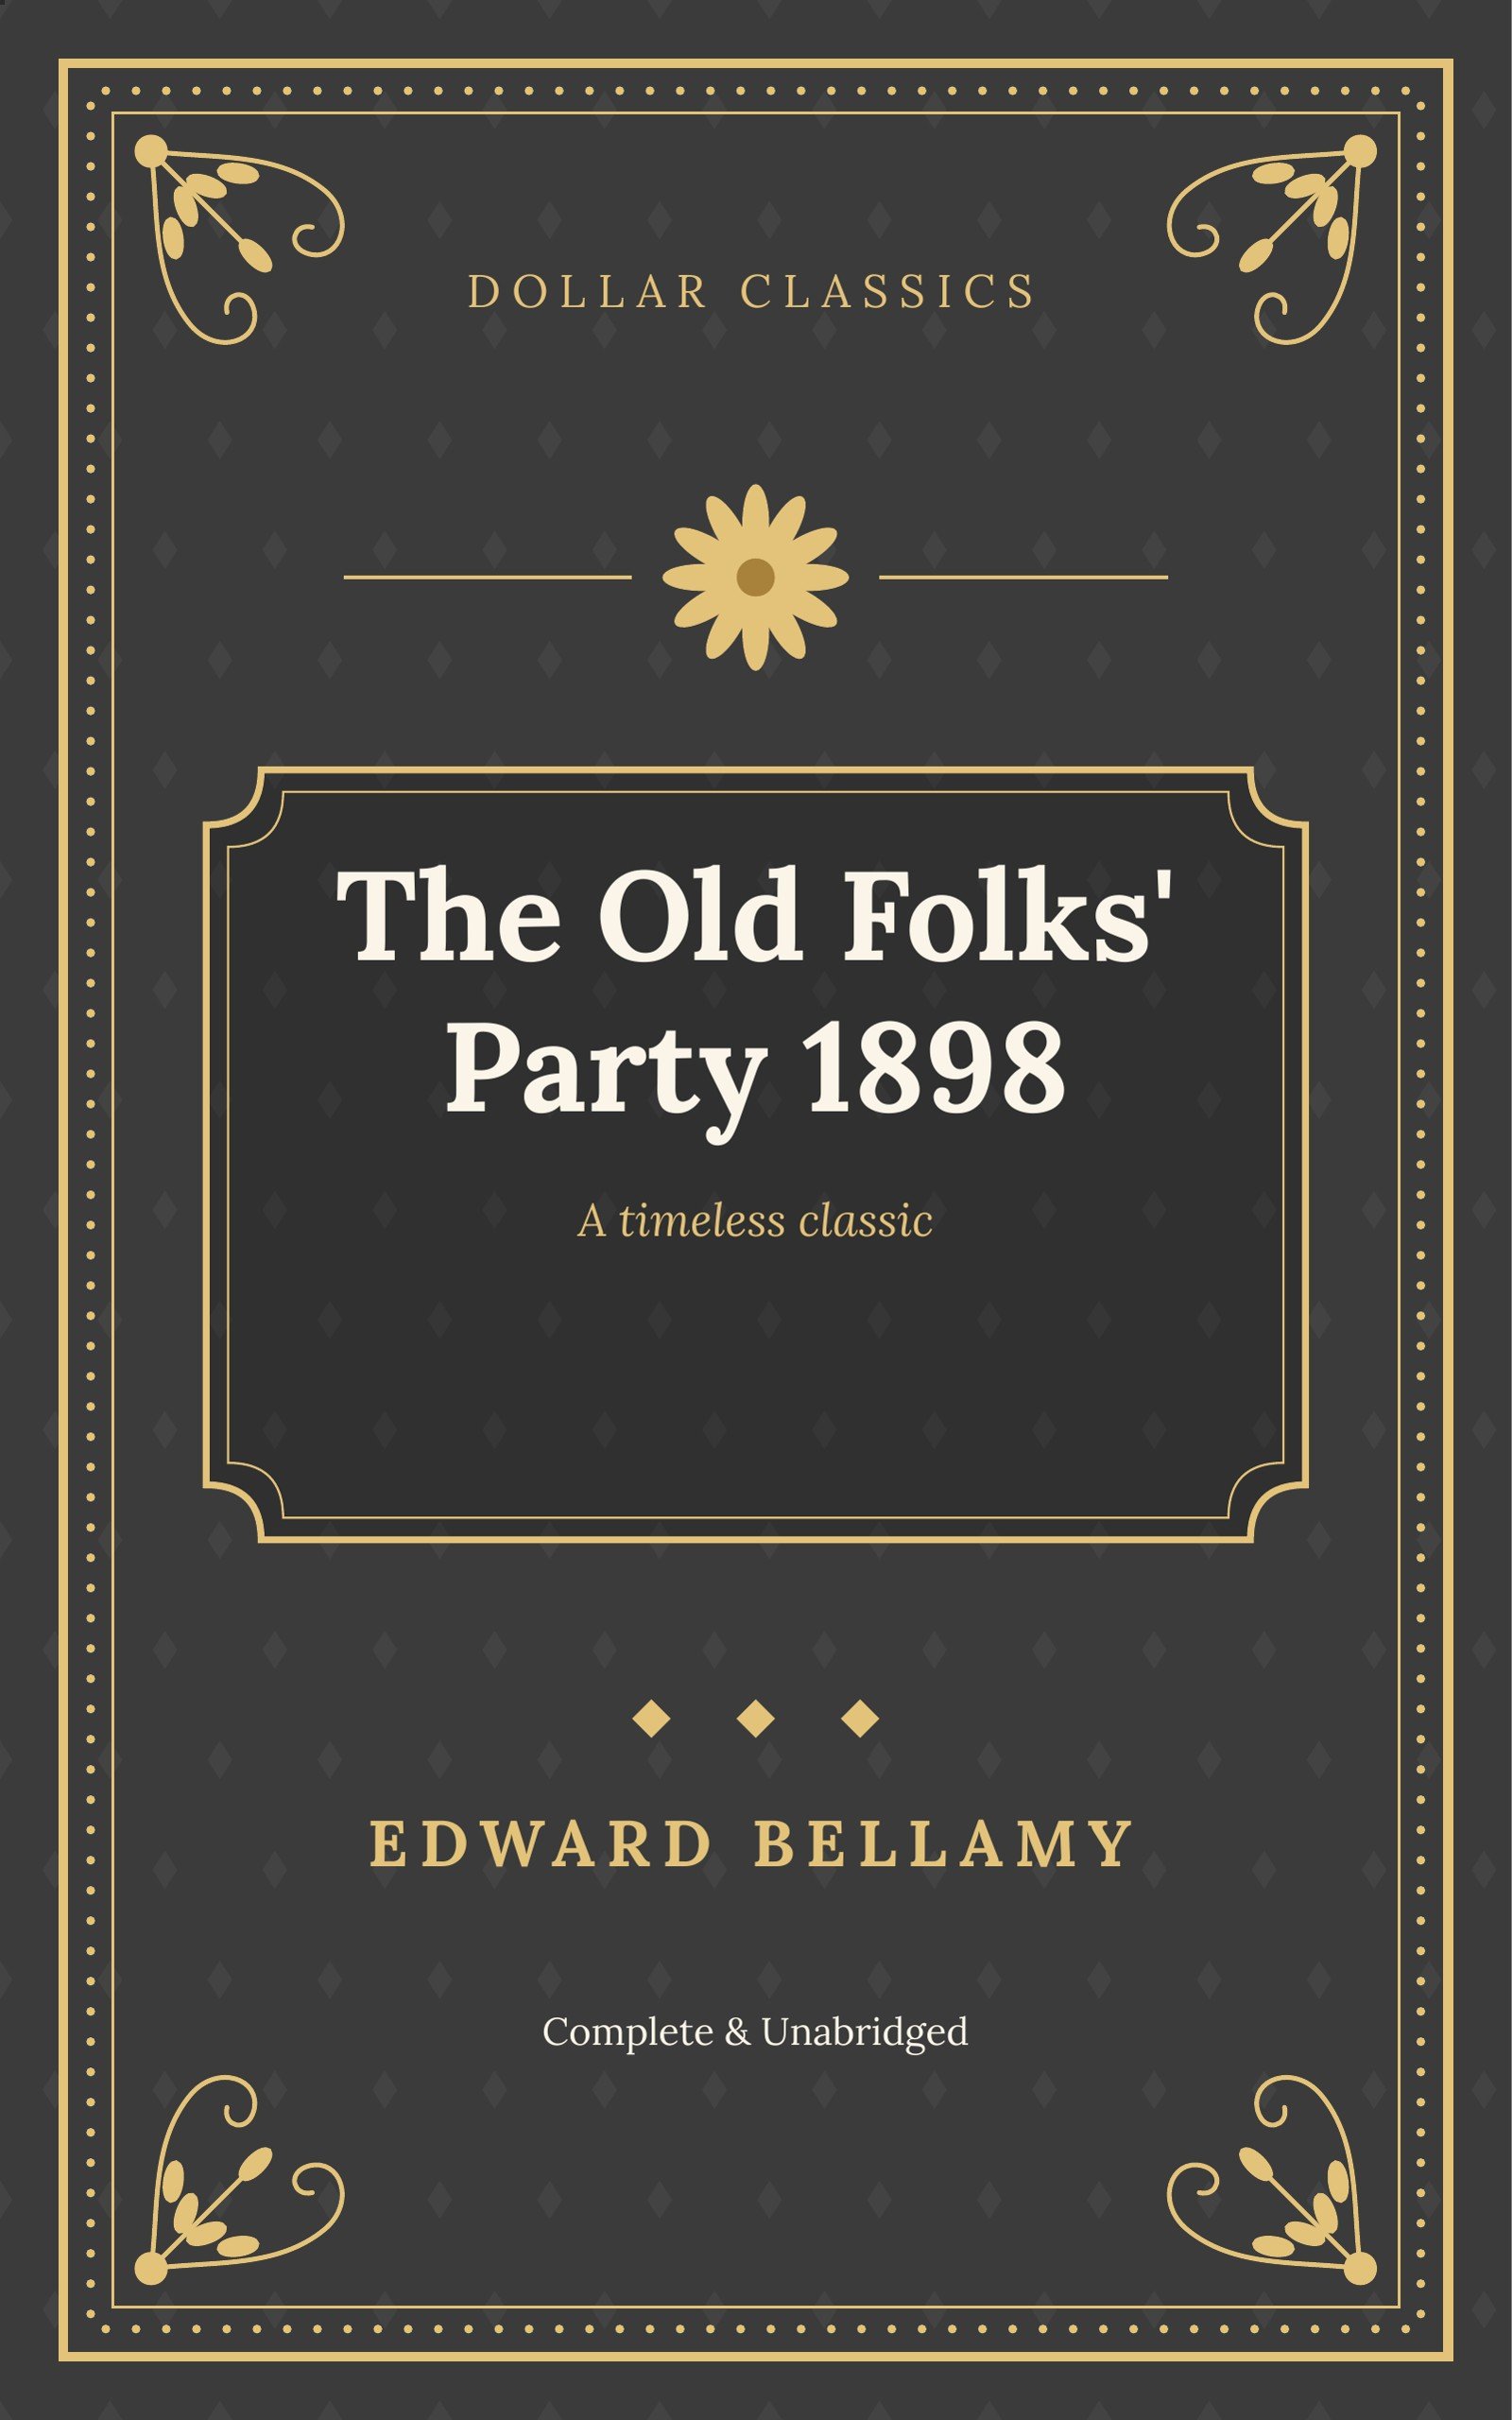 DOLLAR CLASSICS
The Old Folks'
Party 1898
A timeless classic
EDWARD BELLAMY
Complete & Unabridged